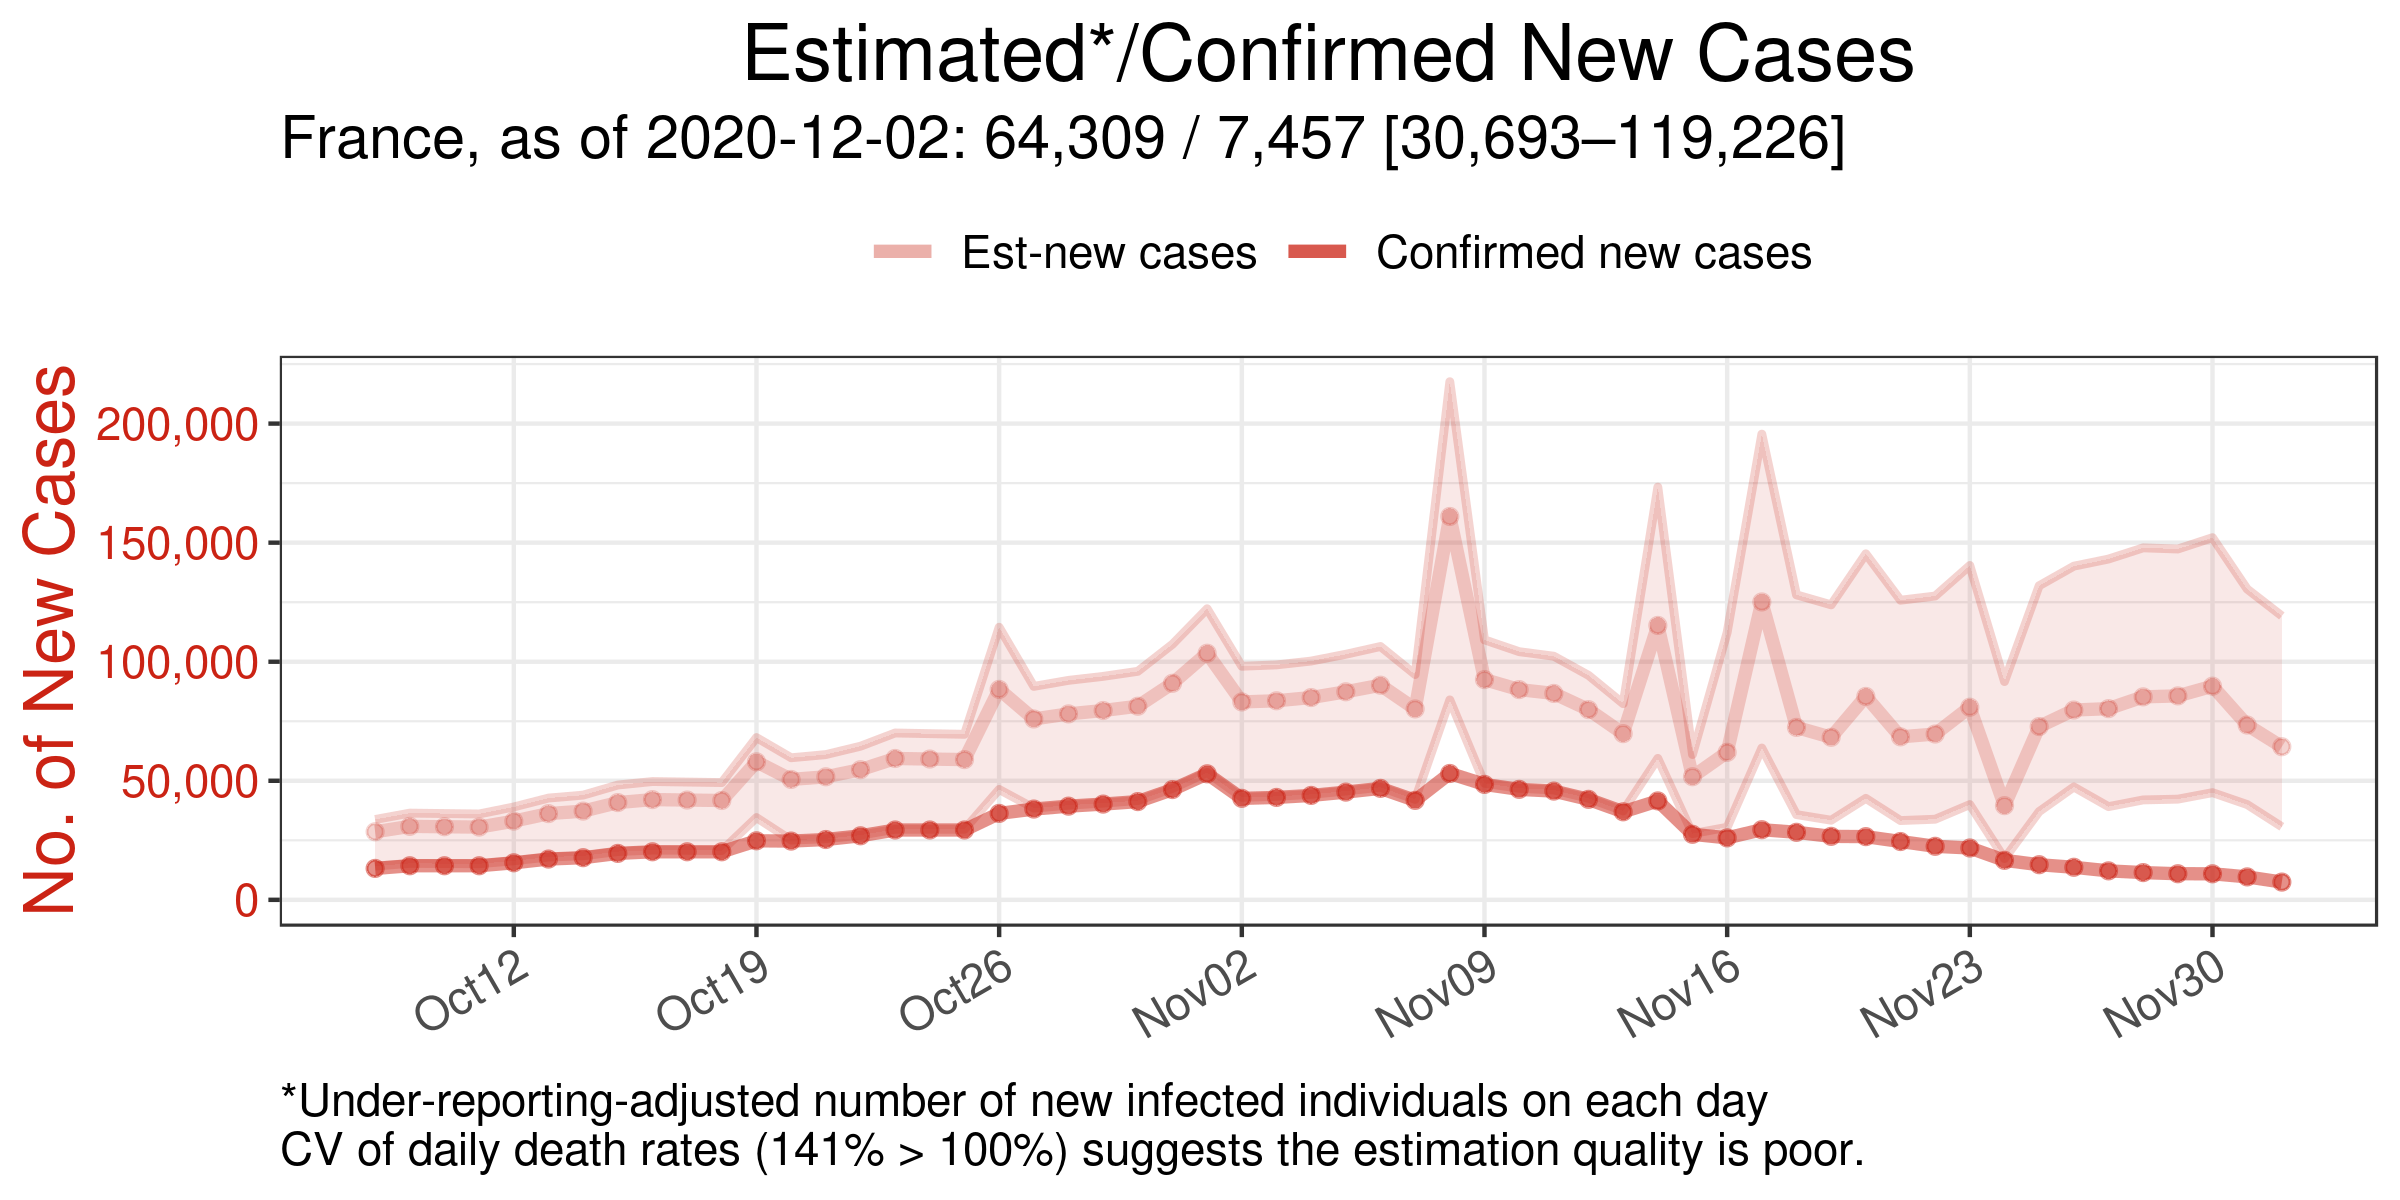 Estimated*/Confirmed New Cases
France, as of 2020-12-02: 64,309 / 7,457 [30,693–119,226]
Est-new cases
Confirmed new cases
No. of New Cases
200,000
150,000
100,000
50,000
0
Oct12
Oct19
Oct26
Nov02
Nov09
Nov16
Nov23
Nov30
*Under-reporting-adjusted number of new infected individuals on each day
CV of daily death rates (141% > 100%) suggests the estimation quality is poor.